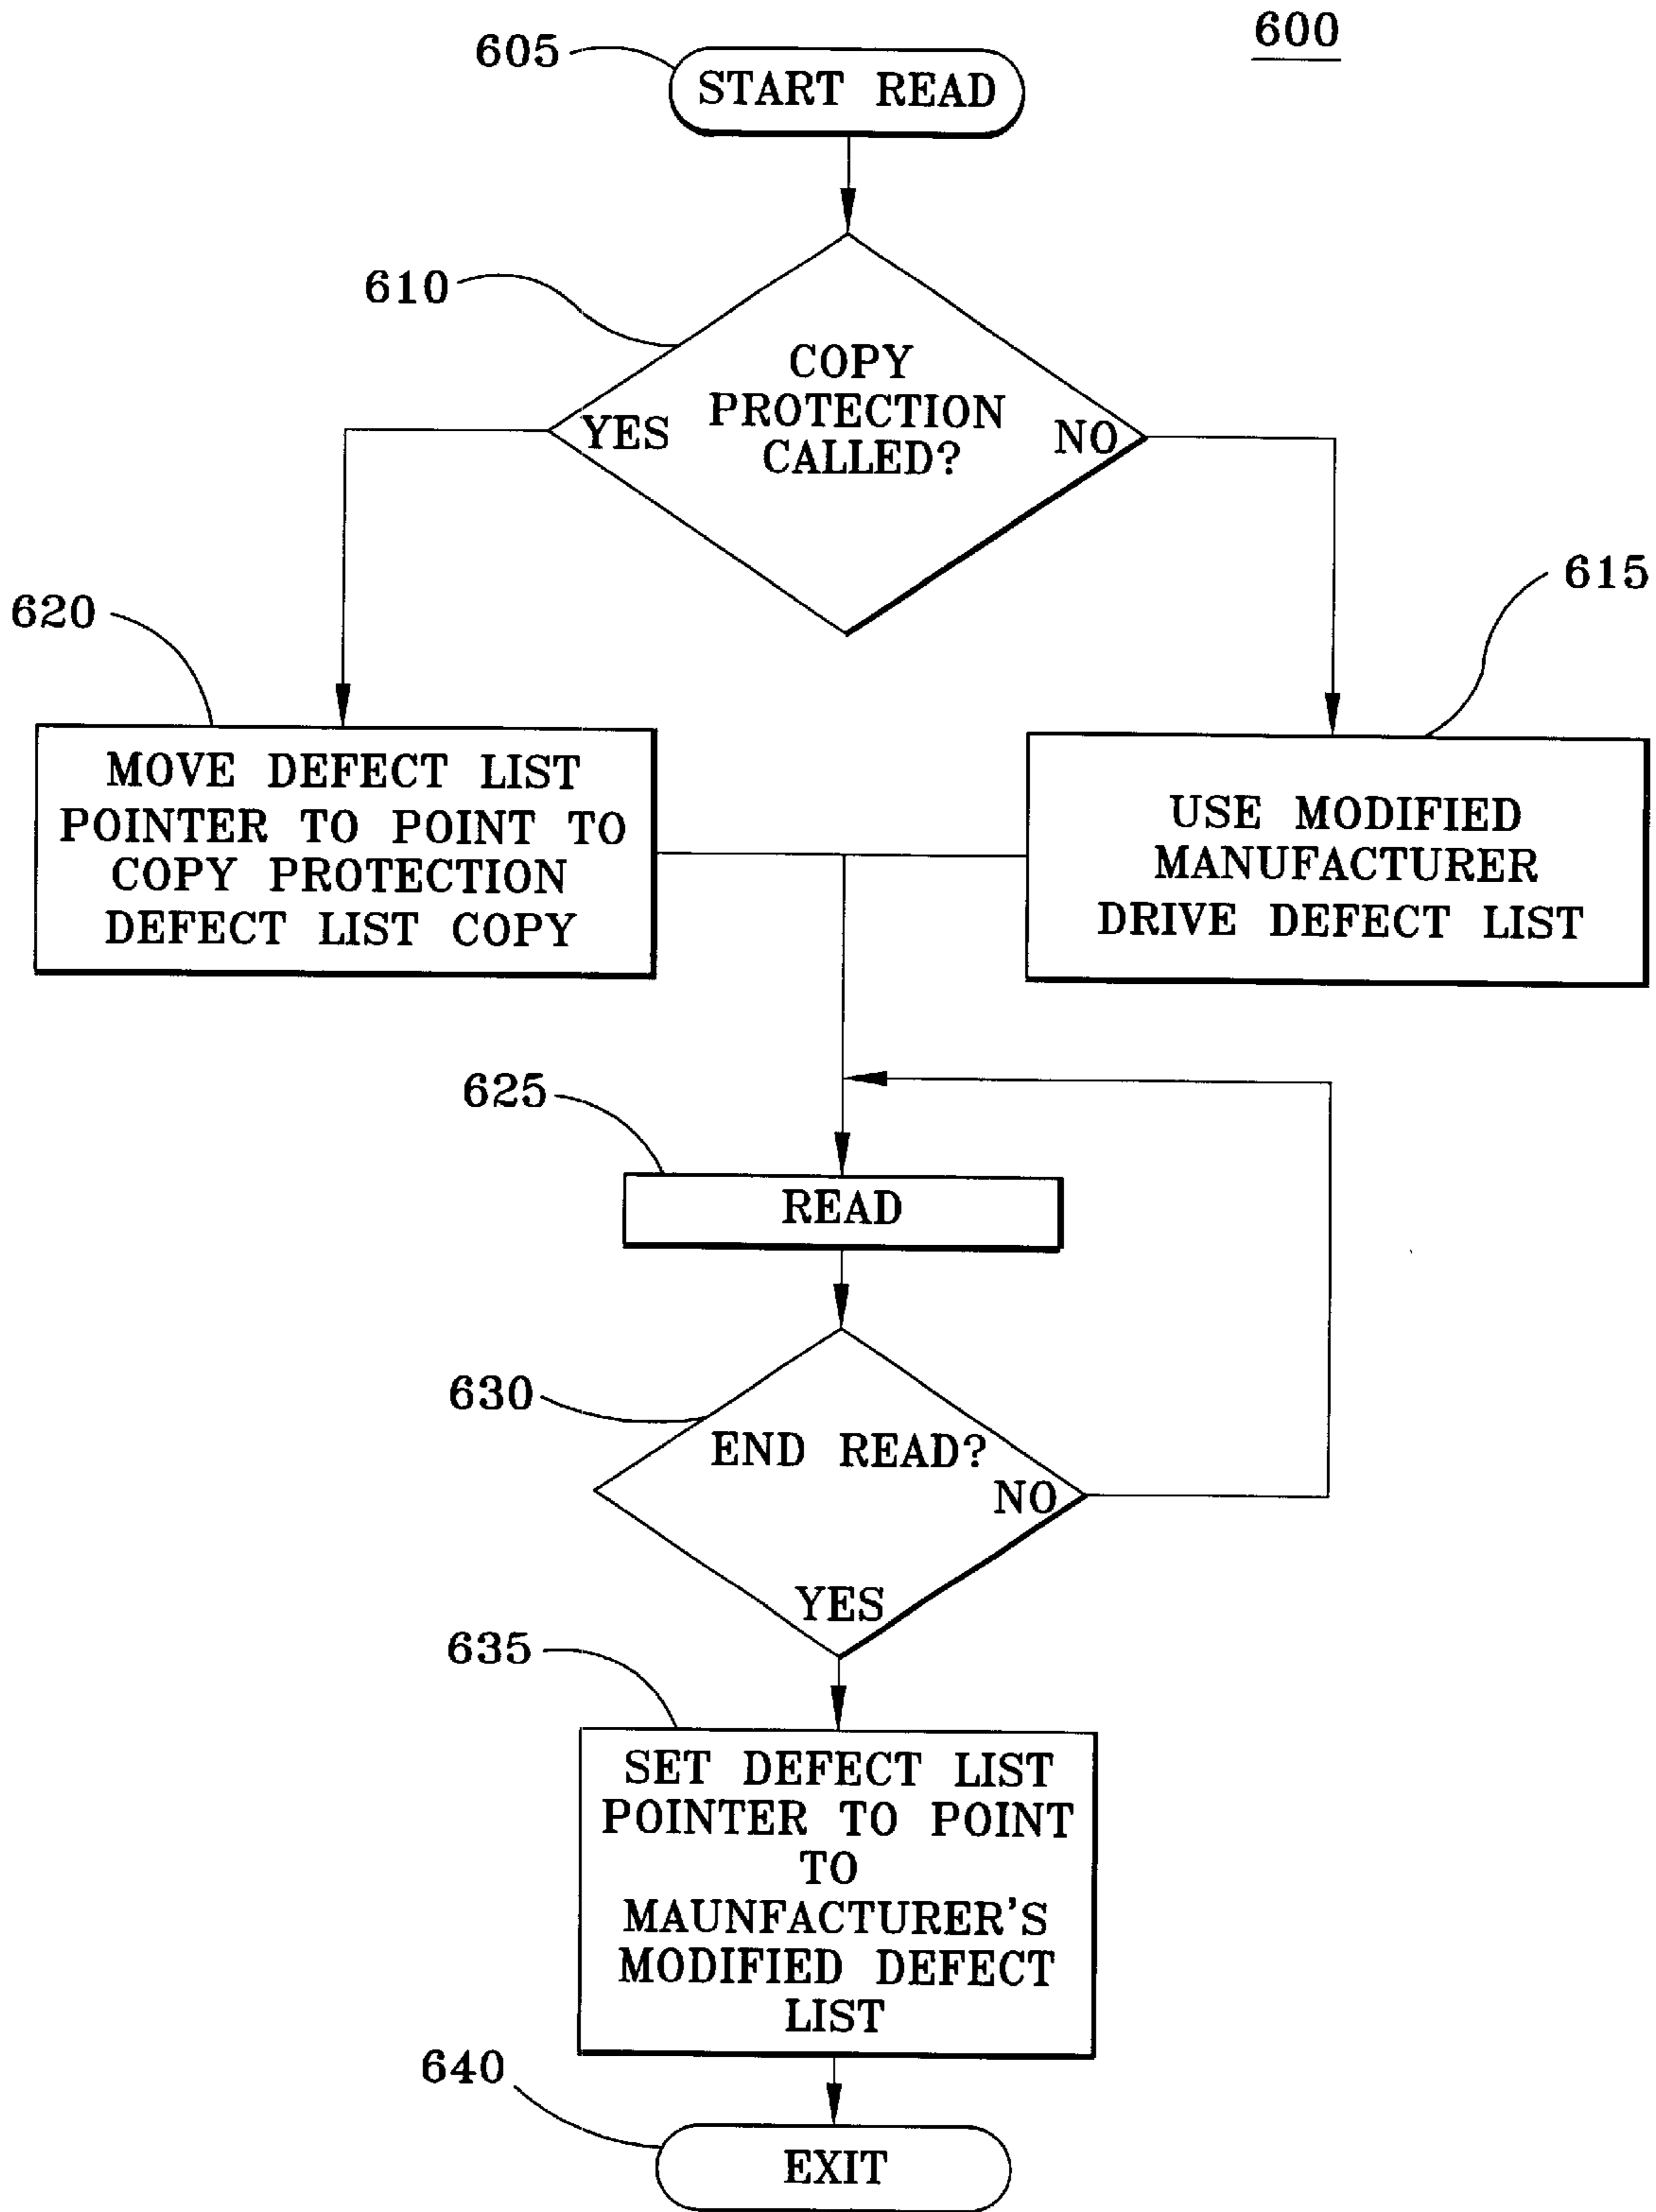 600
605
START READ
610
COPY
PROTECTION
CALLED?
YES
NO
615
620
MOVE DEFECT LIST
POINTER TO POINT TO
COPY PROTECTION
DEFECT LIST COPY
USE MODIFIED
MANUFACTURER
DRIVE DEFECT LIST
625
READ
630
END READ?
NO
YES
635
SET DEFECT LIST
POINTER TO POINT
TO
MAUNFACTURER'S
MODIFIED DEFECT
LIST
640
EXIT